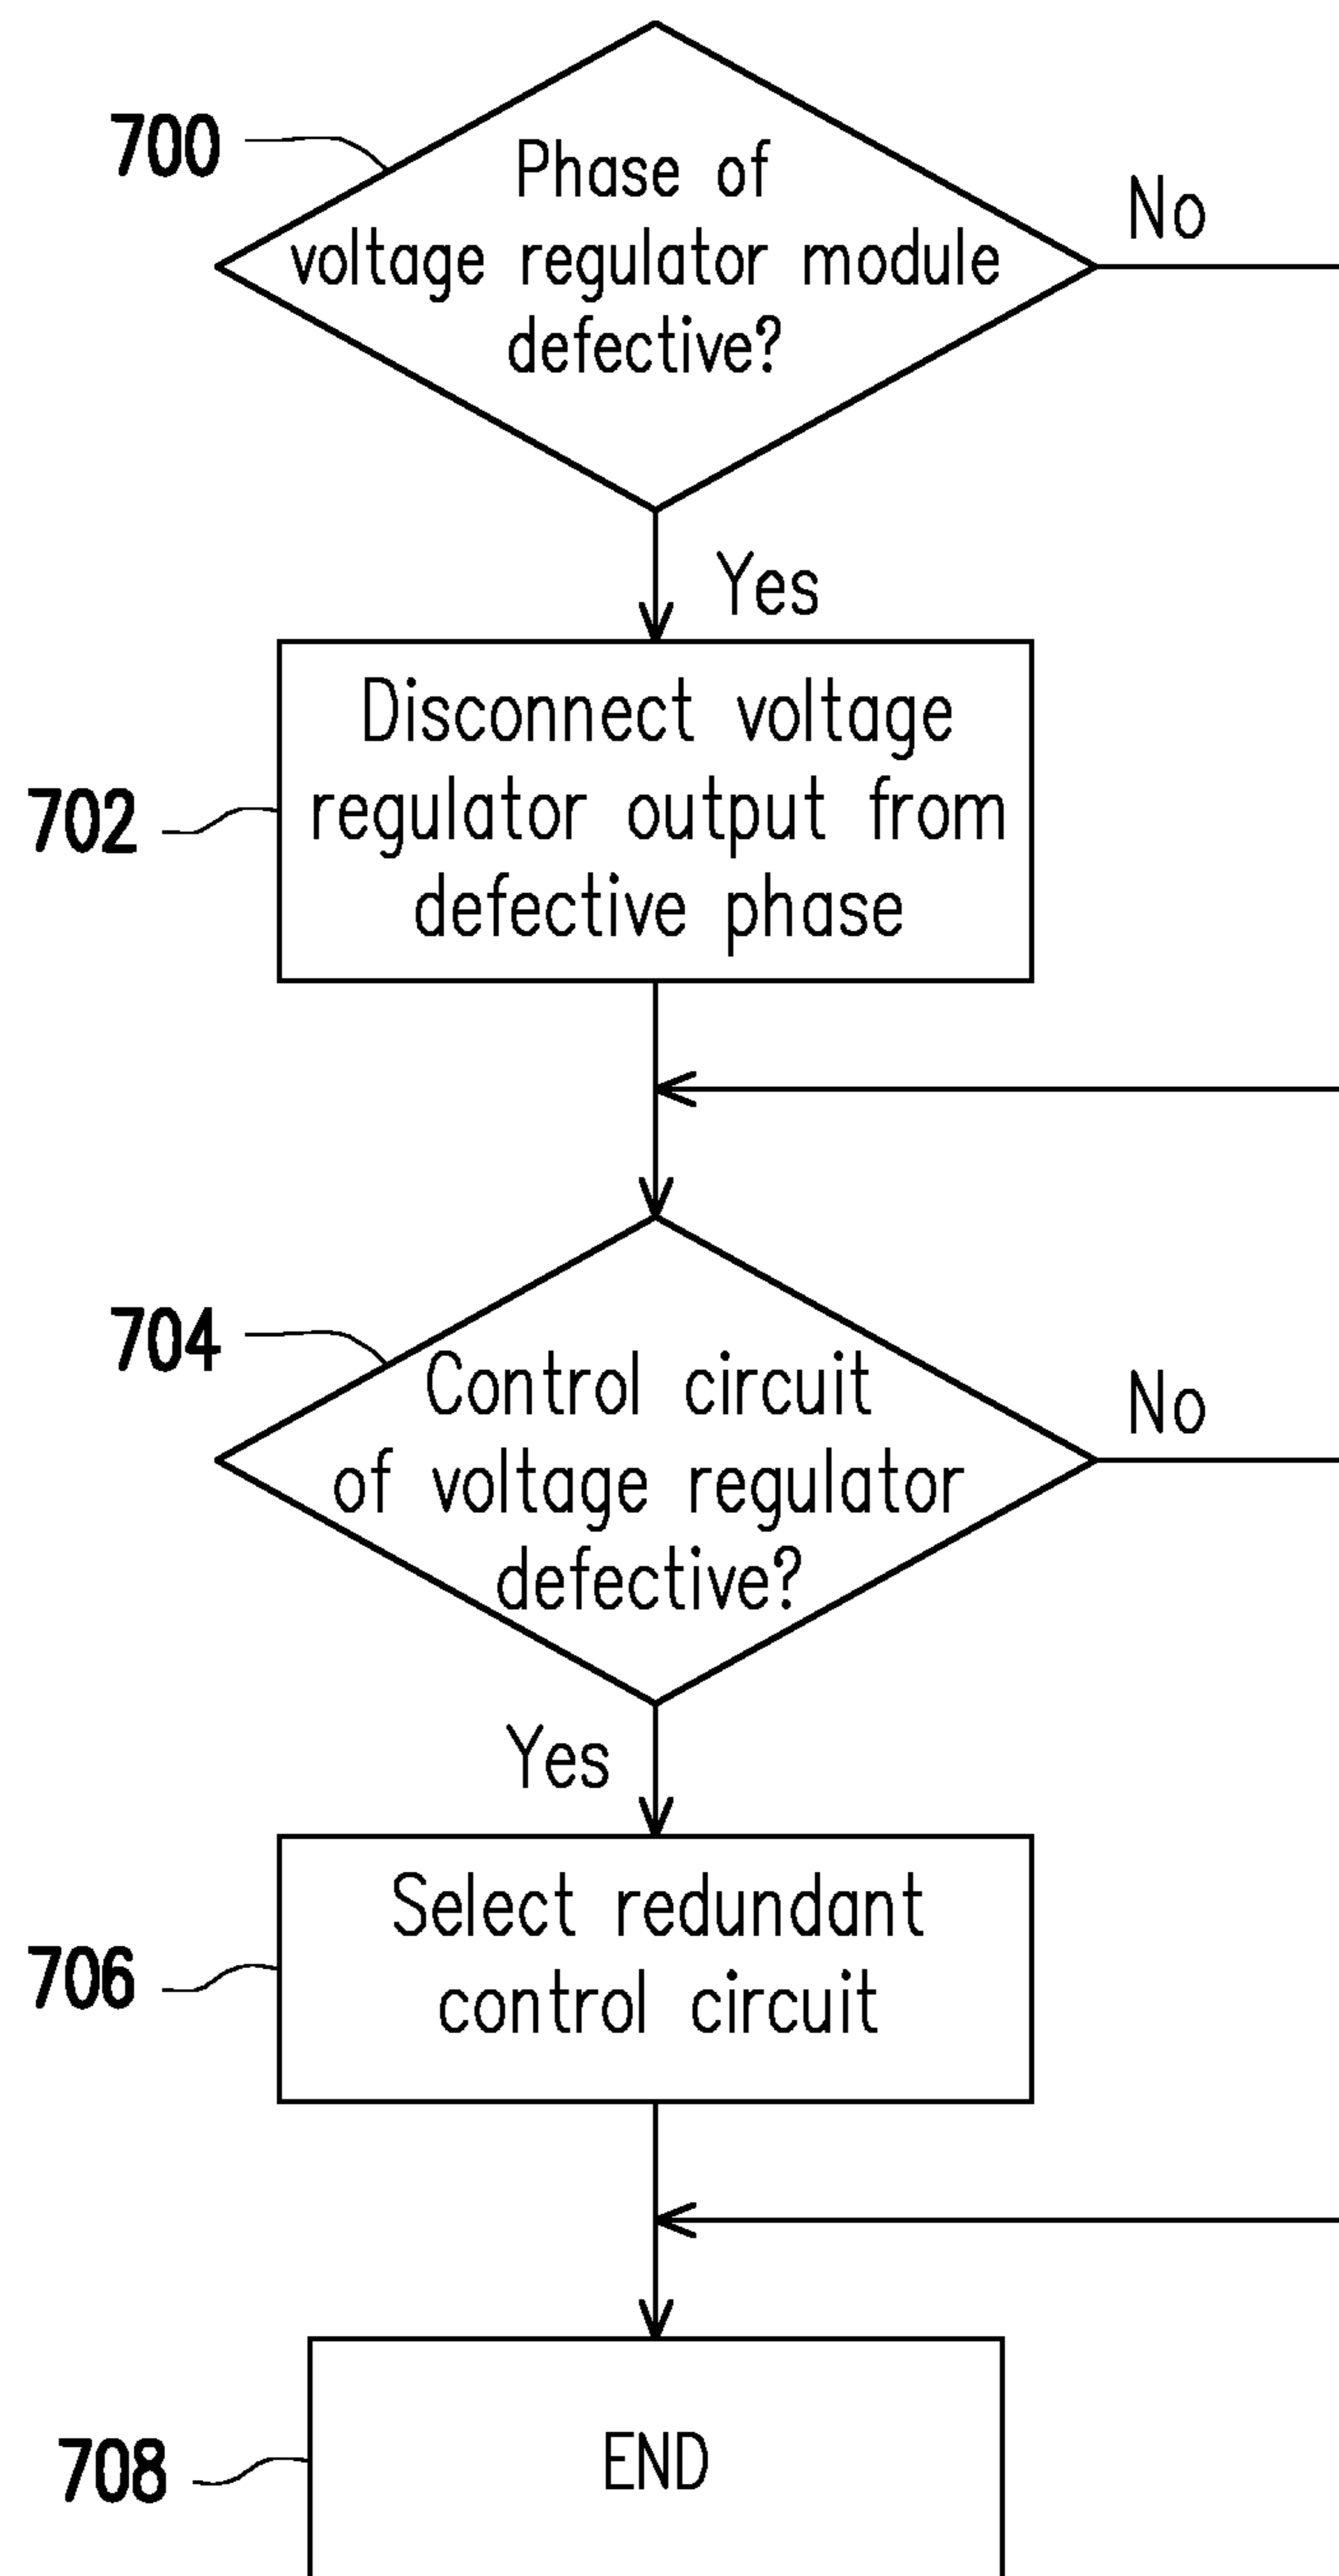 700
Phase of
voltage regulator module
defective?
No
Yes
702
Disconnect voltage
regulator output from
defective phase
704
Control circuit
of voltage regulator
defective?
No
Yes
706
Select redundant
control circuit
708
END